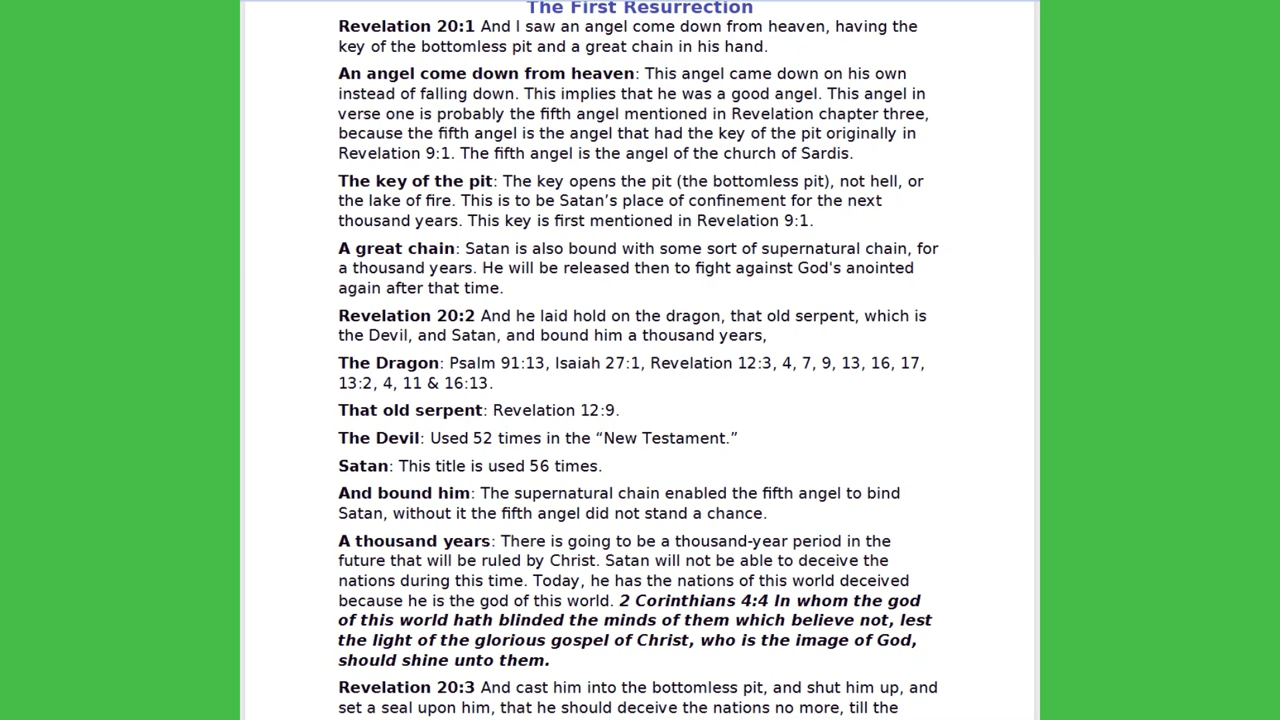 The First Resurrection
Revelation 20:1 And I saw an angel come down from heaven, having the
key of the bottomless pit and a great chain in his hand.
An angel come down from heaven: This angel came down on his own
instead of falling down. This implies that he was a good angel. This angel in
verse one is probably the fifth angel mentioned in Revelation chapter three,
because the fifth angel is the angel that had the key of the pit originally in
Revelation 9:1. The fifth angel is the angel of the church of Sardis.
The key of the pit: The key opens the pit (the bottomless pit), not hell, or
the lake of fire. This is to be Satan’s place of confinement for the next
thousand years. This key is first mentioned in Revelation 9:1.
A great chain: Satan is also bound with some sort of supernatural chain, for
a thousand years. He will be released then to fight against God's anointed
again after that time.
Revelation 20:2 And he laid hold on the dragon, that old serpent, which is
the Devil, and Satan, and bound him a thousand years,
The Dragon: Psalm 91:13, Isaiah 27:1, Revelation 12:3, 4, 7, 9, 13, 16, 17,
13:2, 4, 11 & 16:13.
That old serpent: Revelation 12:9.
The Devil: Used 52 times in the “New Testament.”
Satan: This title is used 56 times.
And bound him: The supernatural chain enabled the fifth angel to bind
Satan, without it the fifth angel did not stand a chance.
A thousand years: There is going to be a thousand-year period in the
future that will be ruled by Christ. Satan will not be able to deceive the
nations during this time. Today, he has the nations of this world deceived
because he is the god of this world. 2 Corinthians 4:4 In whom the god
of this world hath blinded the minds of them which believe not, lest
the light of the glorious gospel of Christ, who is the image of God,
should shine unto them.
Revelation 20:3 And cast him into the bottomless pit, and shut him up, and
set a seal upon him, that he should deceive the nations no more, till the